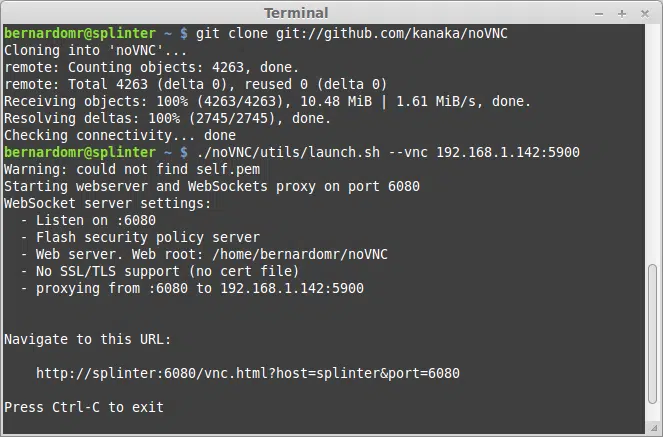 Terminal
bernardomr@splinter ~ $ git clone git://github.com/kanaka/noVNC
Cloning into 'noVNC'...
remote: Counting objects: 4263, done.
remote: Total 4263 (delta 0), reused 0 (delta 0)
Receiving objects: 100% (4263/4263), 10.48 MiB | 1.61 MiB/s, done.
Resolving deltas: 100% (2745/2745), done.
Checking connectivity... done
bernardomr@splinter ~ $ ./noVNC/utils/launch.sh --vnc 192.168.1.142:5900
Warning: could not find self.pem
Starting webserver and WebSockets proxy on port 6080
WebSocket server settings:
  - Listen on :6080
  - Flash security policy server
  - Web server. Web root: /home/bernardomr/noVNC
  - No SSL/TLS support (no cert file)
  - proxying from :6080 to 192.168.1.142:5900
Navigate to this URL:
    http://splinter:6080/vnc.html?host=splinter&port=6080
Press Ctrl-C to exit